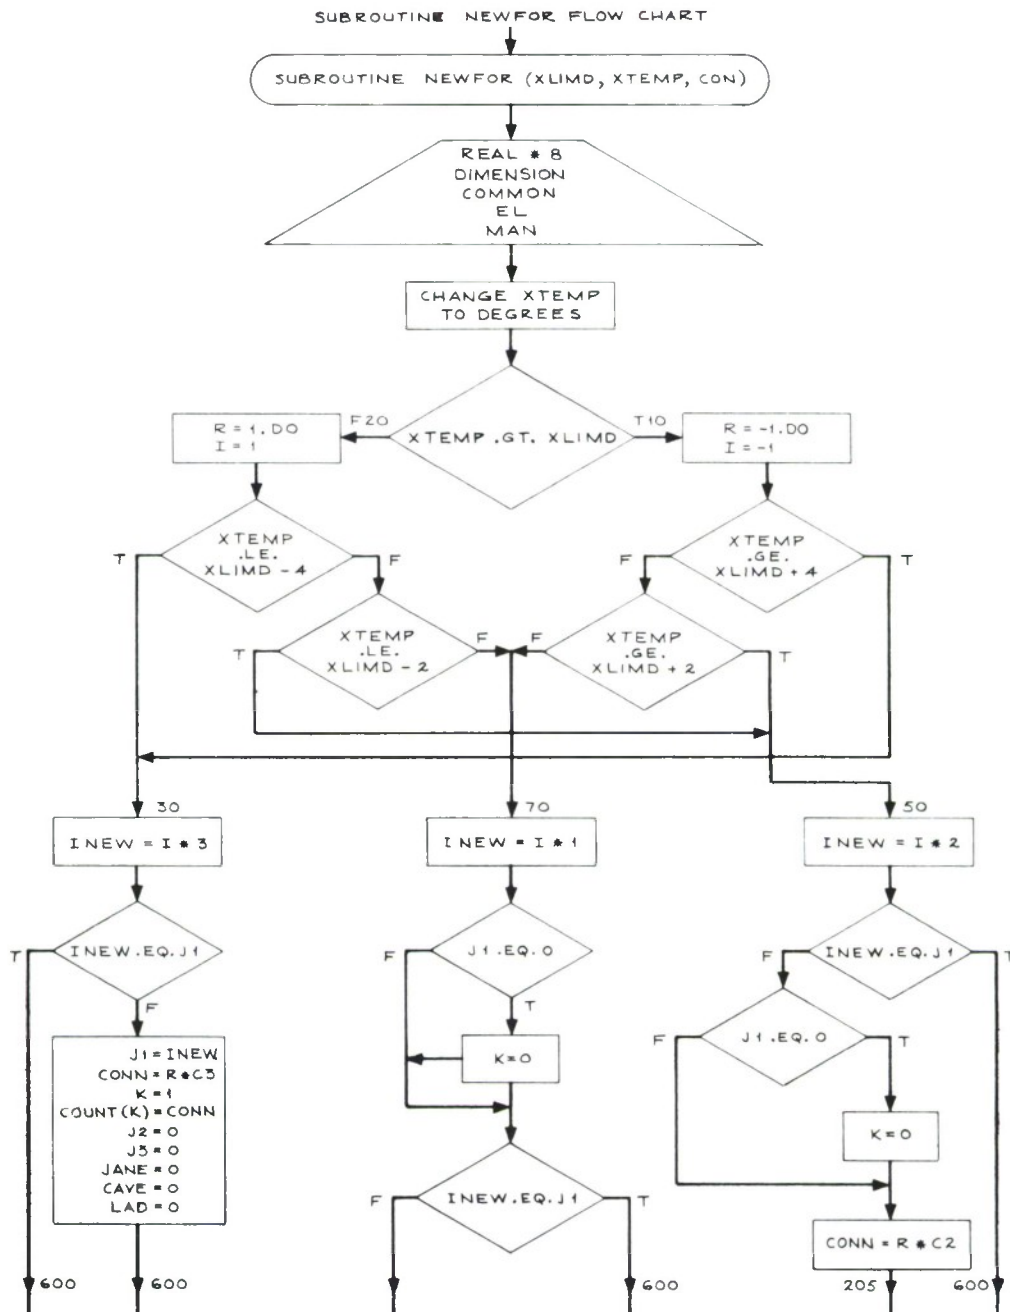 SUBROUTINE NEWFOR FLOW CHART
SUBROUTINE NEWFOR (XLIMD, XTEMP, CON)
REAL * 8
DIMENSION
COMMON
EL
MAN
CHANGE XTEMP
TO DEGREES
XTEMP .GT. XLIMD
F20
T10
R = 1.DO
I = 1
R = -1.DO
I = -1
XTEMP
.LE.
XLIMD - 4
T
F
XTEMP
.GE.
XLIMD + 4
F
T
XTEMP
.LE.
XLIMD - 2
T
F
XTEMP
.GE.
XLIMD + 2
F
T
30
70
50
INEW = I * 3
INEW = I * 1
INEW = I * 2
INEW.EQ.J1
T
F
J1.EQ.0
F
T
INEW.EQ.J1
F
T
J1 = INEW
CONN = R*C3
K = 1
COUNT(K) = CONN
J2 = 0
J3 = 0
JANE = 0
CAVE = 0
LAD = 0
K=0
J1.EQ.0
F
T
K=0
INEW.EQ.J1
F
T
CONN = R * C2
600
600
600
205
600